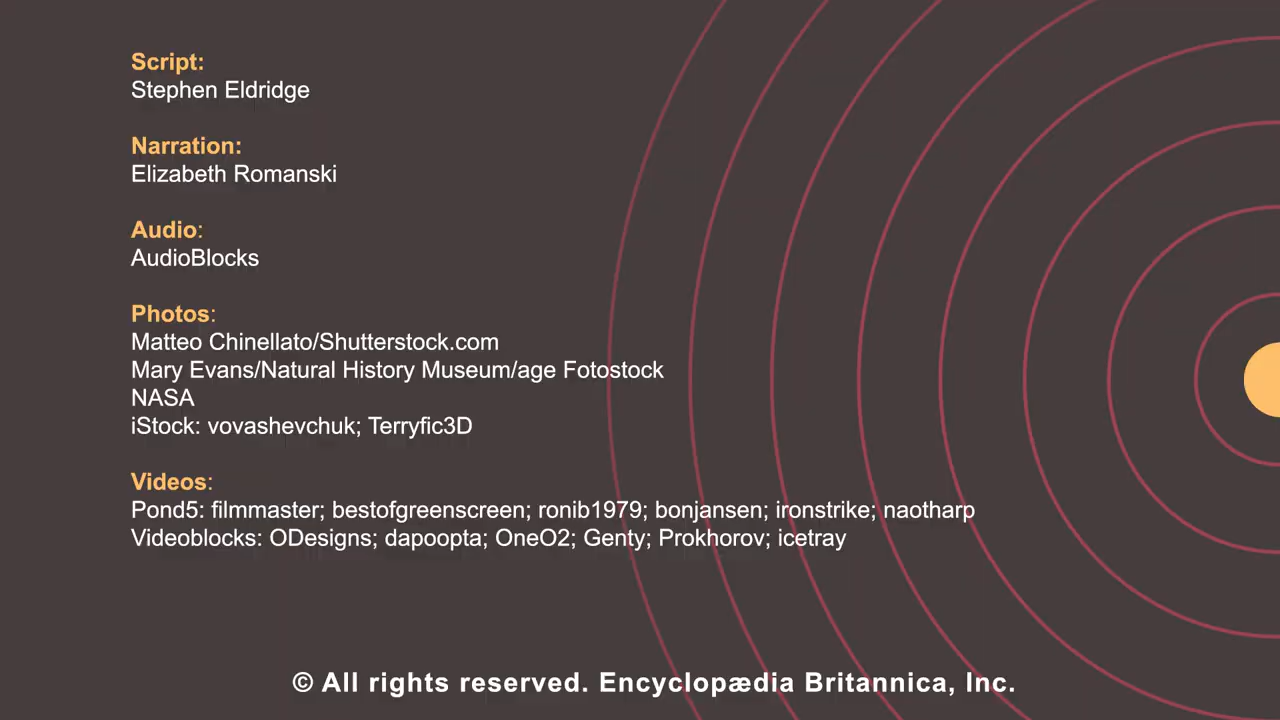 Script:
Stephen Eldridge
Narration:
Elizabeth Romanski
Audio:
AudioBlocks
Photos:
Matteo Chinellato/Shutterstock.com
Mary Evans/Natural History Museum/age Fotostock
NASA
iStock: vovashevchuk; Terryfic3D
Videos:
Pond5: filmmaster; bestofgreenscreen; ronib1979; bonjansen; ironstrike; naotharp
Videoblocks: ODesigns; dapoopta; OneO2; Genty; Prokhorov; icetray
© All rights reserved. Encyclopædia Britannica, Inc.